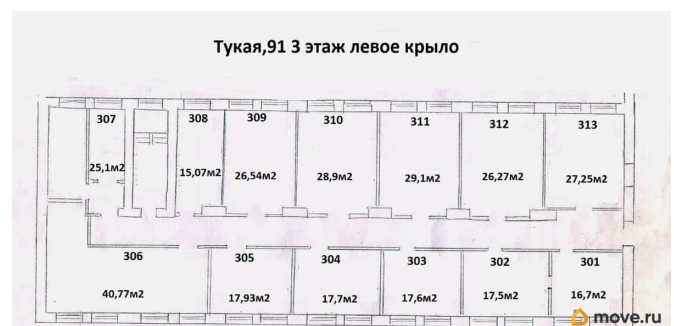 Тукая,91 3 этаж левое крыло
307
308
309
310
311
312
313
25,1м2
15,07м2
26,54м2
28,9м2
29,1м2
26,27м2
27,25м2
306
305
304
303
302
301
40,77м2
17,93м2
17,7м2
17,6м2
17,5м2
16,7м2
move.ru